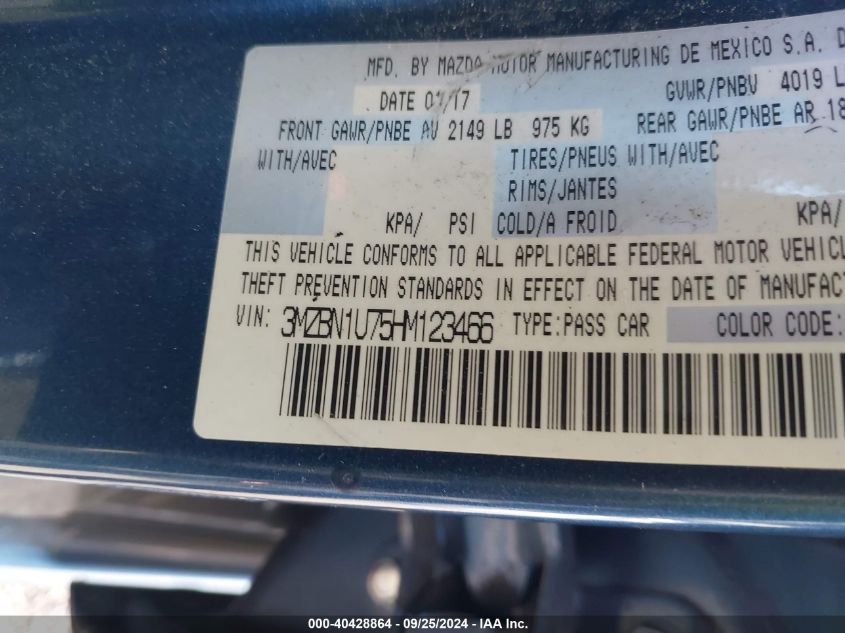 MFD. BY MAZDA MOTOR MANUFACTURING DE MEXICO S.A. D
DATE 01/17 GVWR/PNBV 4019 L
FRONT GAWR/PNBE AV 2149 LB 975 KG REAR GAWR/PNBE AR 18
WITH/AVEC TIRES/PNEUS WITH/AVEC
RIMS/JANTES
KPA/ PSI COLD/A FROID KPA/
THIS VEHICLE CONFORMS TO ALL APPLICABLE FEDERAL MOTOR VEHICL
THEFT PREVENTION STANDARDS IN EFFECT ON THE DATE OF MANUFACT
VIN: 3MZBN1U75HM123466 TYPE:PASS CAR COLOR CODE:
000-40428864 - 09/25/2024 - IAA Inc.